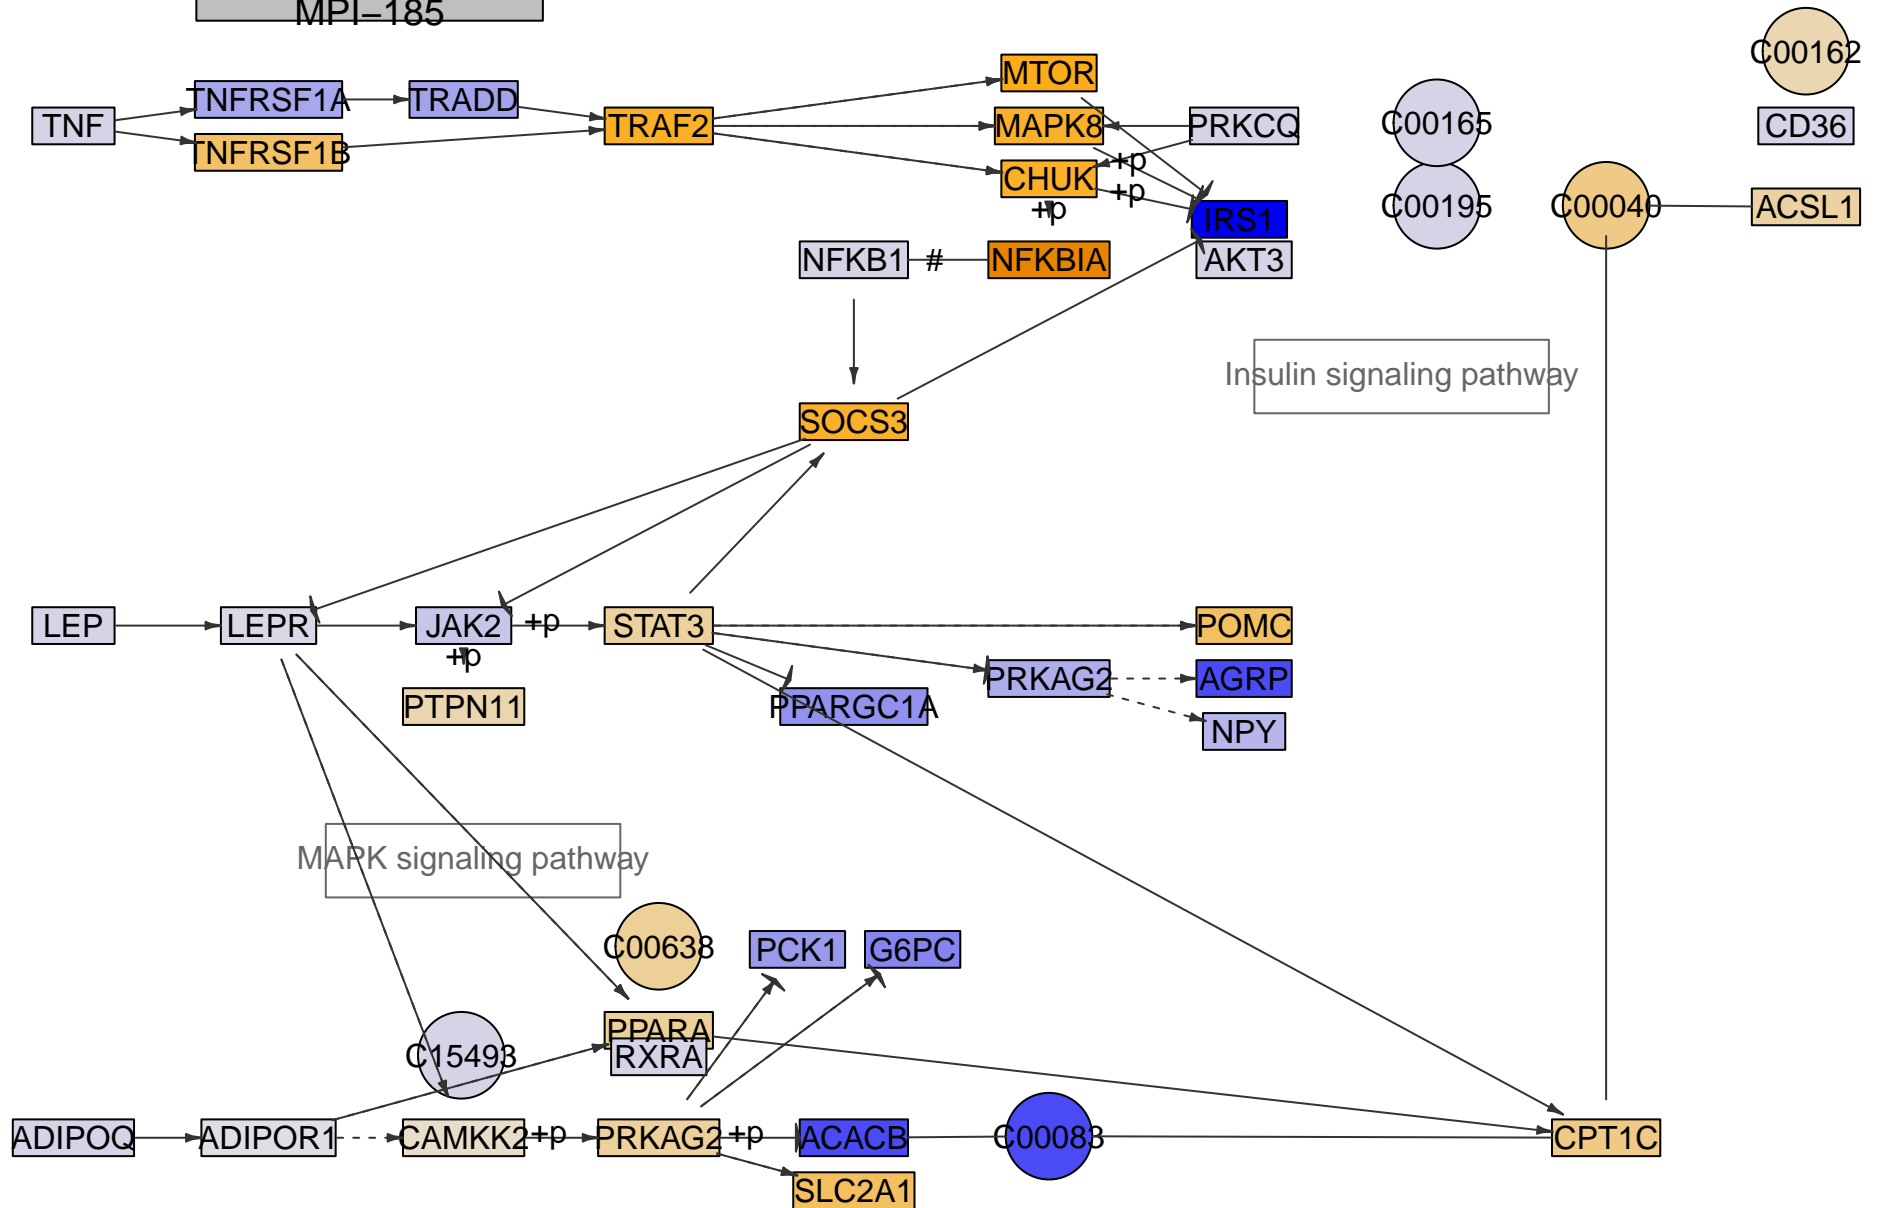 MPI–185
C00162
TNF
TNFRSF1A
TRADD
TNFRSF1B
TRAF2
MTOR
MAPK8
CHUK
PRKCQ
+p
+p
+p
IRS1
AKT3
NFKB1
#
NFKBIA
C00165
C00195
C00040
CD36
ACSL1
Insulin signaling pathway
SOCS3
LEP
LEPR
JAK2
+p
+p
STAT3
POMC
PRKAG2
AGRP
NPY
PTPN11
PPARGC1A
MAPK signaling pathway
C00638
PCK1
G6PC
C15493
PPARA
RXRA
ADIPOQ
ADIPOR1
CAMKK2
+p
PRKAG2
+p
ACACB
C00083
CPT1C
SLC2A1